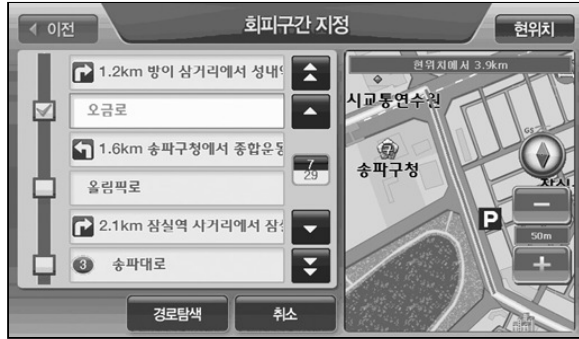 이전
회피구간 지정
현위치
1.2km 방이 삼거리에서 성내
오금로
1.6km 송파구청에서 종합운동
7
29
올림픽로
2.1km 잠실역 사거리에서 잠
3 송파대로
경로탐색
취소
현위치에서 3.9km
시교통연수원
GS
송파구청
P
50m